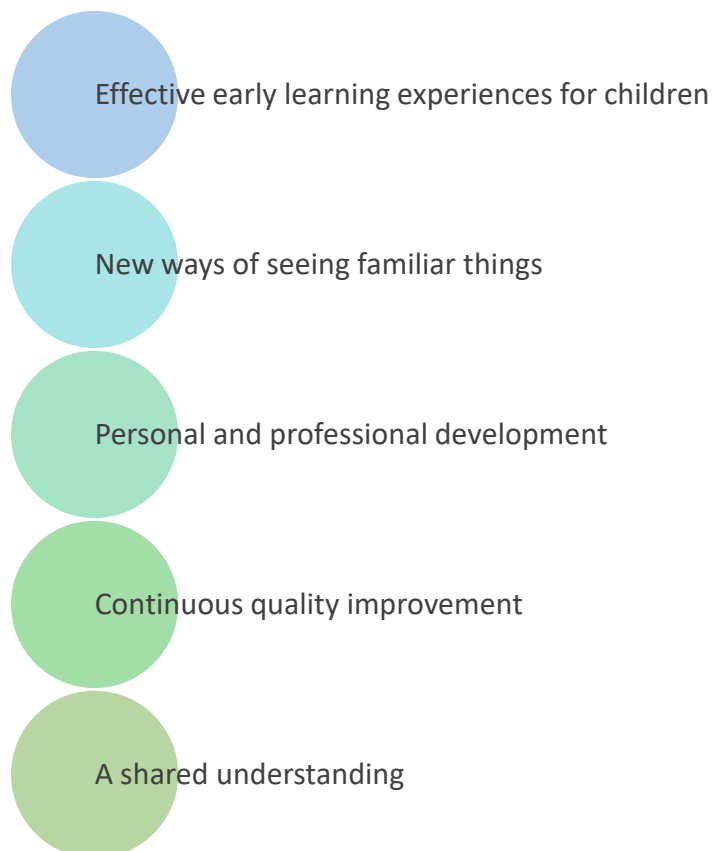 Effective early learning experiences for children
New ways of seeing familiar things
Personal and professional development
Continuous quality improvement
A shared understanding